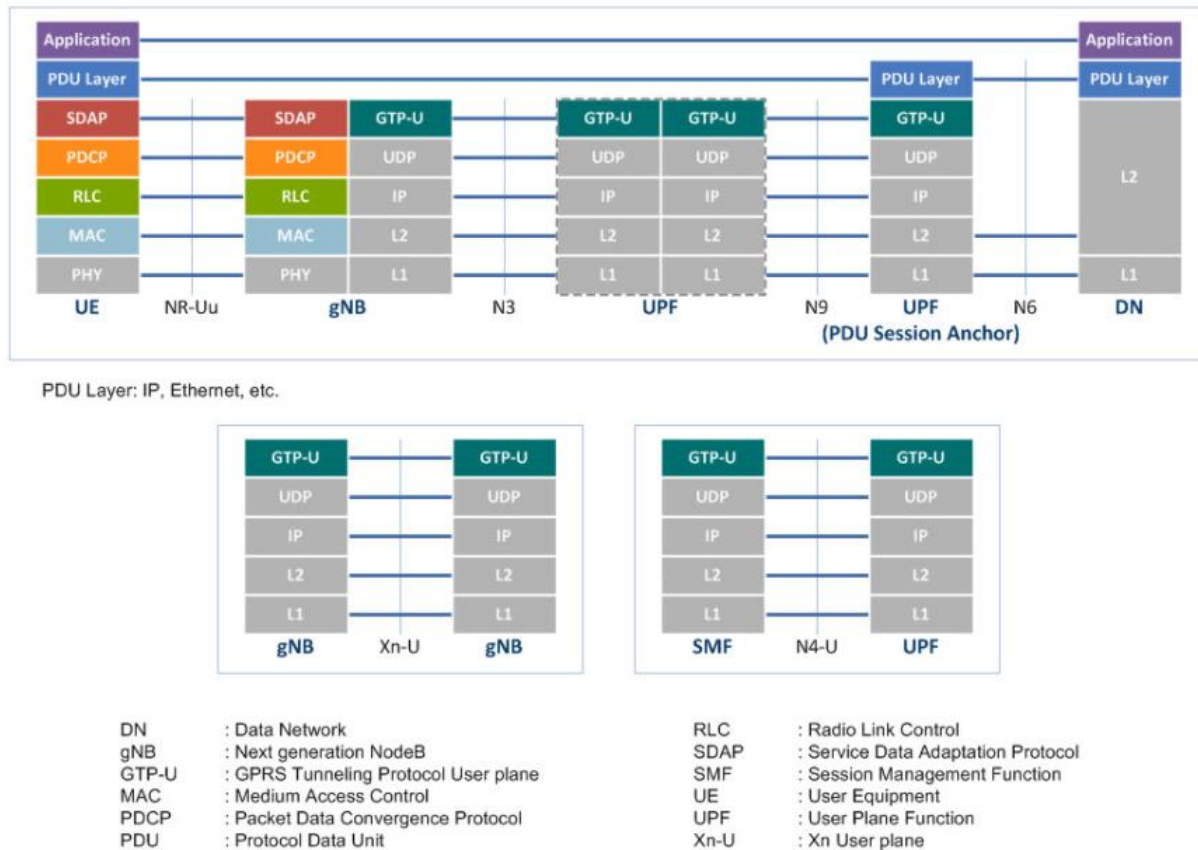 Application Application
PDU Layer PDU Layer PDU Layer
SDAP SDAP GTP-U GTP-U GTP-U GTP-U
PDCP PDCP UDP UDP UDP UDP
RLC RLC IP IP IP IP L2
MAC MAC L2 L2 L2 L2
PHY PHY L1 L1 L1 L1 L1
UE NR-Uu gNB N3 UPF N9 UPF N6 DN
(PDU Session Anchor)
PDU Layer: IP, Ethernet, etc.
GTP-U GTP-U
UDP UDP
IP IP
L2 L2
L1 L1
gNB Xn-U gNB
GTP-U GTP-U
UDP UDP
IP IP
L2 L2
L1 L1
SMF N4-U UPF
DN : Data Network
gNB : Next generation NodeB
GTP-U : GPRS Tunneling Protocol User plane
MAC : Medium Access Control
PDCP : Packet Data Convergence Protocol
PDU : Protocol Data Unit
RLC : Radio Link Control
SDAP : Service Data Adaptation Protocol
SMF : Session Management Function
UE : User Equipment
UPF : User Plane Function
Xn-U : Xn User plane